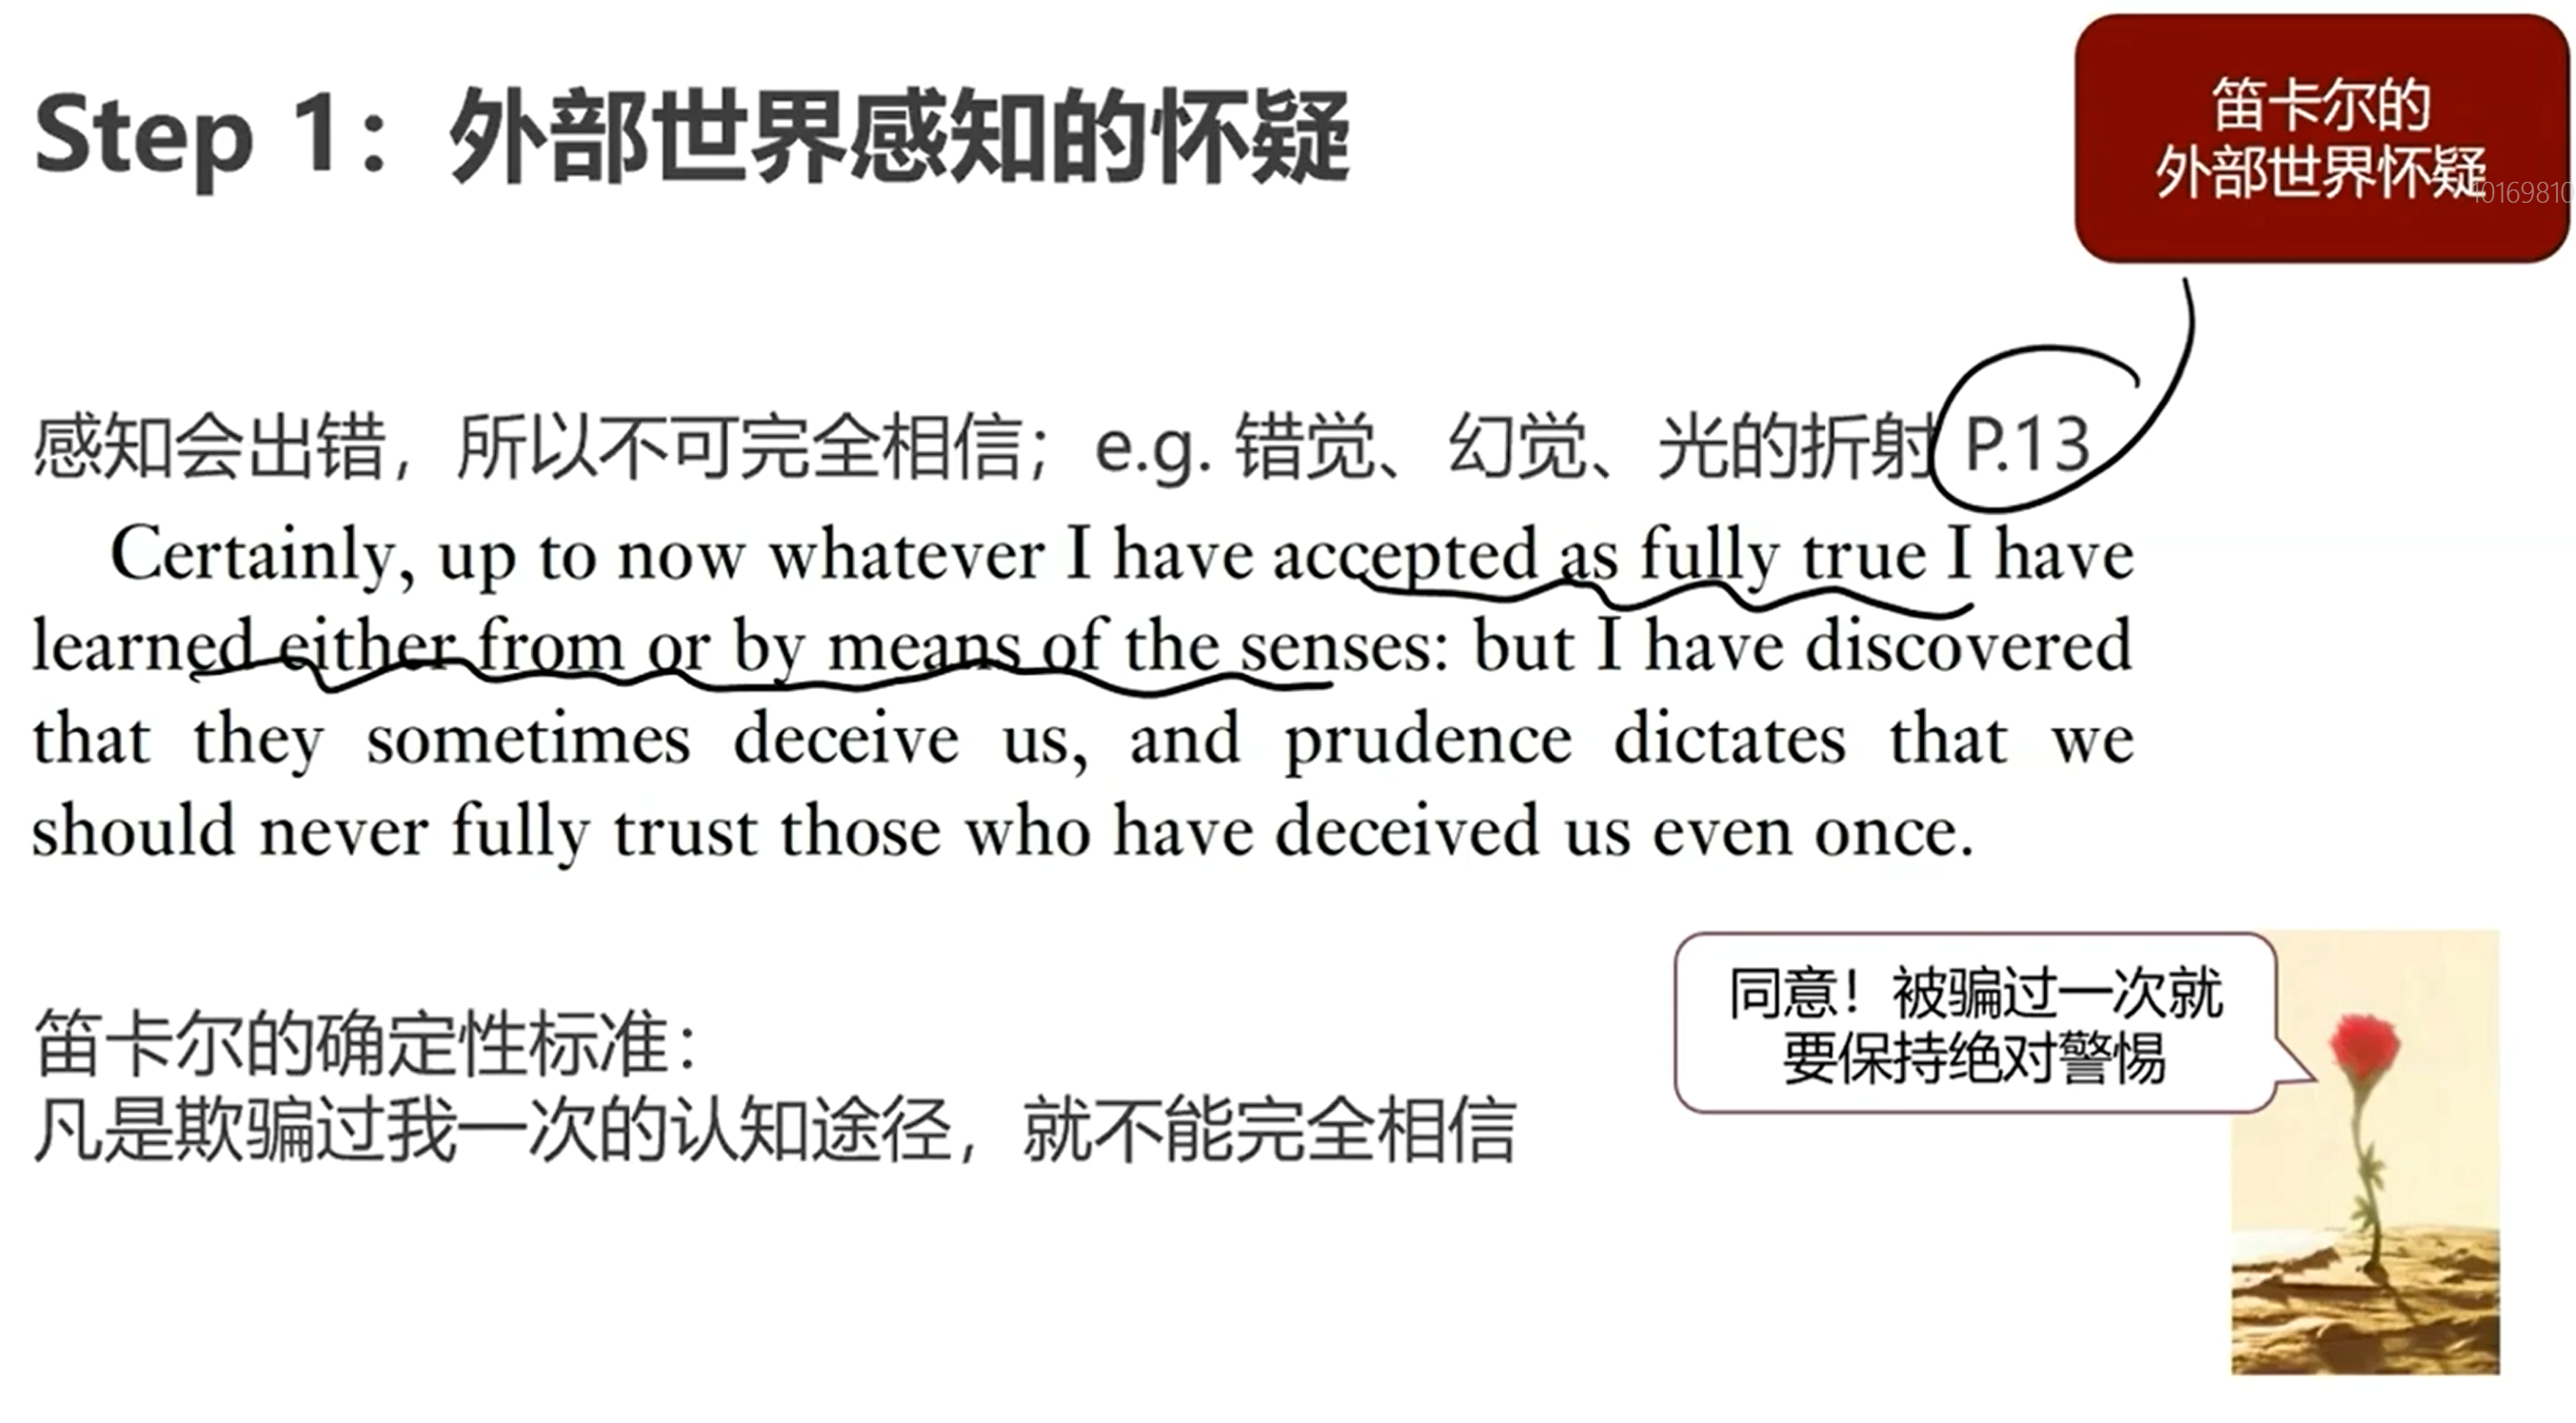 Step 1：外部世界感知的怀疑
笛卡尔的
外部世界怀疑
10169810
感知会出错，所以不可完全相信；e.g. 错觉、幻觉、光的折射 P.13
Certainly, up to now whatever I have accepted as fully true I have
learned either from or by means of the senses: but I have discovered
that they sometimes deceive us, and prudence dictates that we
should never fully trust those who have deceived us even once.
同意！被骗过一次就
要保持绝对警惕
笛卡尔的确定性标准：
凡是欺骗过我一次的认知途径，就不能完全相信